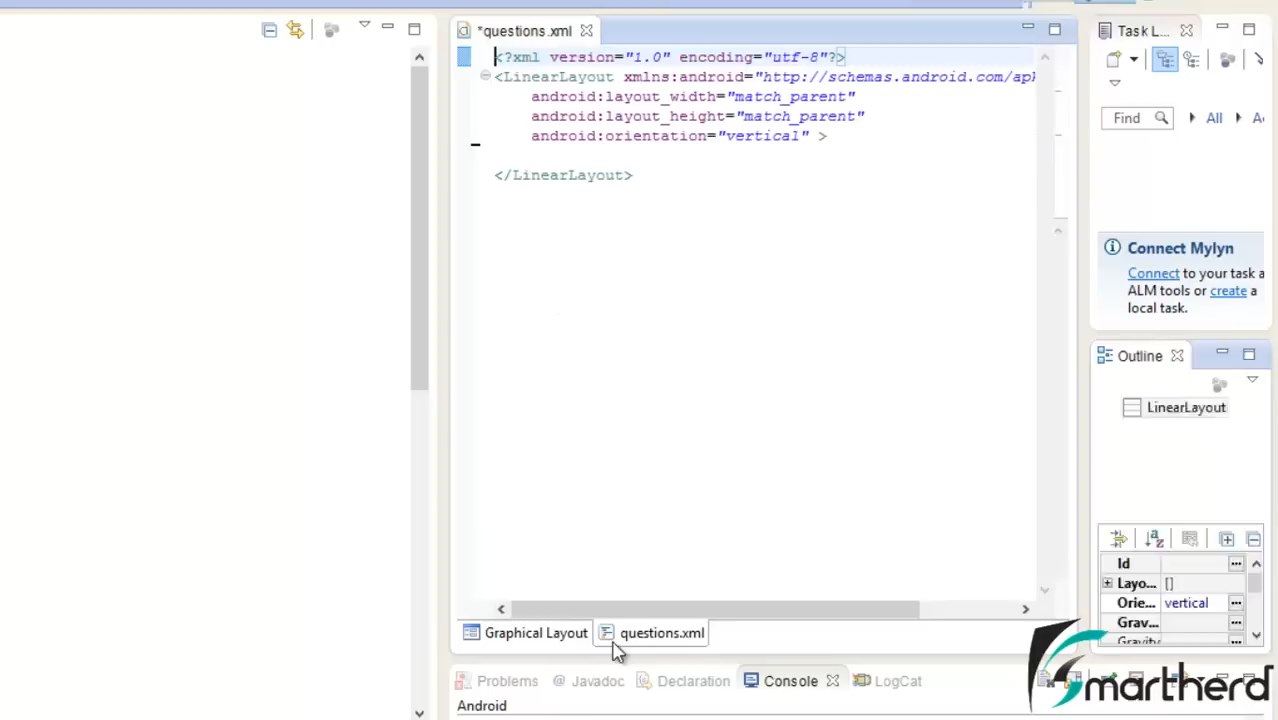 *questions.xml
<?xml version="1.0" encoding="utf-8"?>
<LinearLayout xmlns:android="http://schemas.android.com/apk
android:layout_width="match_parent"
android:layout_height="match_parent"
android:orientation="vertical" >
</LinearLayout>
Graphical Layout
questions.xml
Problems
@ Javadoc
Declaration
Console
LogCat
Android
Task L...
Find
All
Connect Mylyn
Connect to your task a
ALM tools or create a
local task.
Outline
LinearLayout
Id
Layo... []
Orie... vertical
Grav...
Gravity
Smartherd